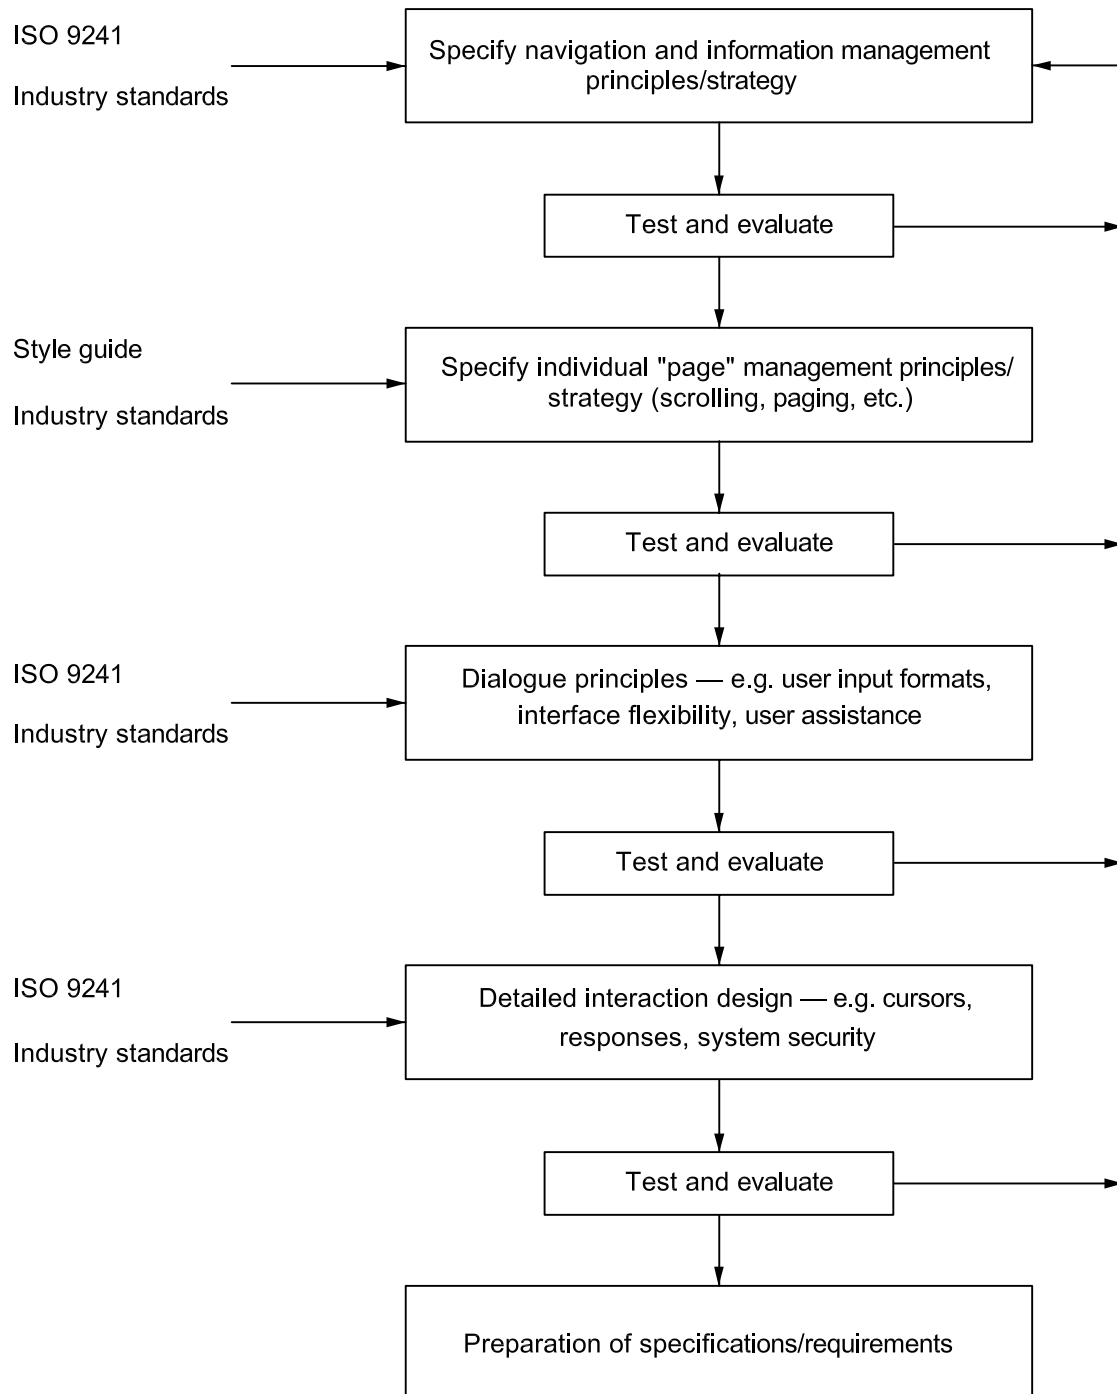 ISO 9241
Industry standards
Specify navigation and information management
principles/strategy
Test and evaluate
Style guide
Industry standards
Specify individual "page" management principles/
strategy (scrolling, paging, etc.)
Test and evaluate
ISO 9241
Industry standards
Dialogue principles — e.g. user input formats,
interface flexibility, user assistance
Test and evaluate
ISO 9241
Industry standards
Detailed interaction design — e.g. cursors,
responses, system security
Test and evaluate
Preparation of specifications/requirements